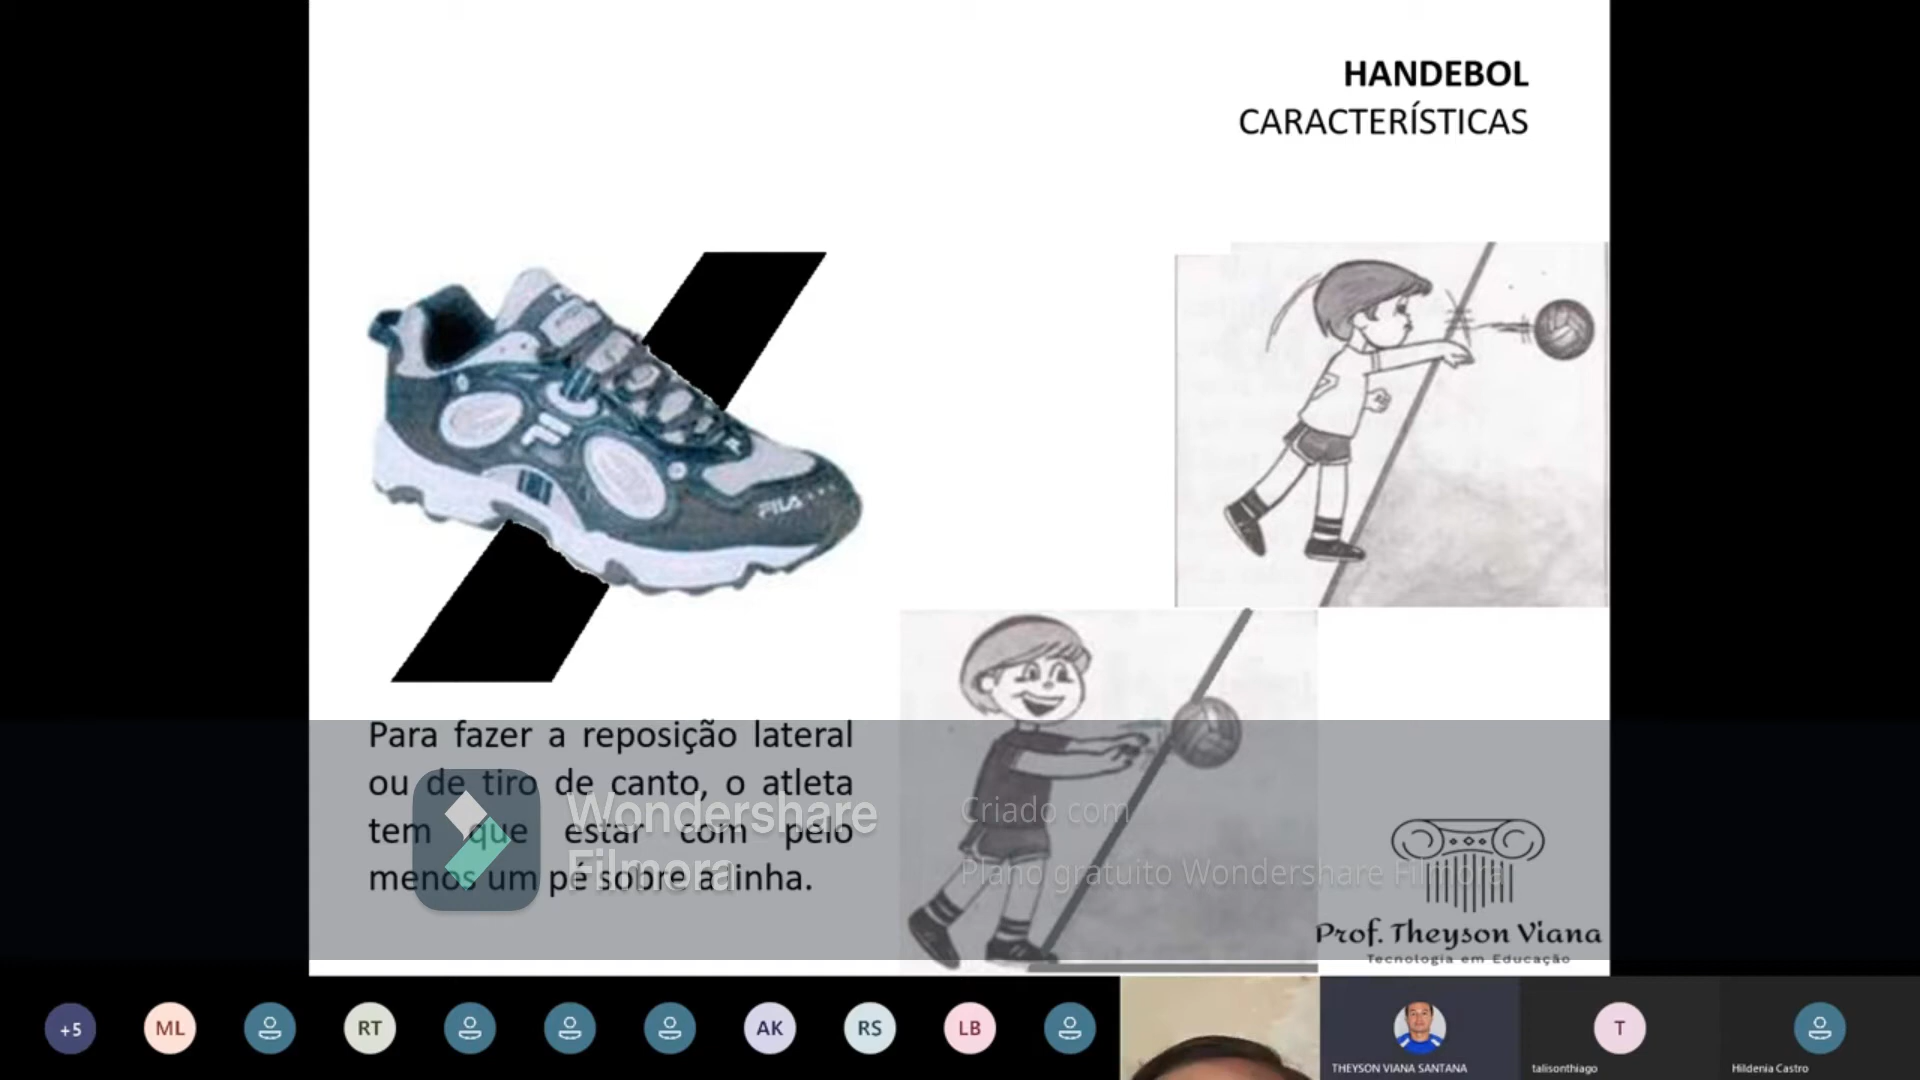 HANDEBOL
CARACTERÍSTICAS
FILA
Para fazer a reposição lateral
ou de tiro de canto, o atleta
tem que estar com pelo
menos um pé sobre a linha.
Wondershare
Filmora
Criado com
Plano gratuito Wondershare Filmora
Prof. Theyson Viana
Tecnologia em Educação
+5
ML
RT
AK
RS
LB
T
THEYSON VIANA SANTANA
talisonthiago
Hildenia Castro